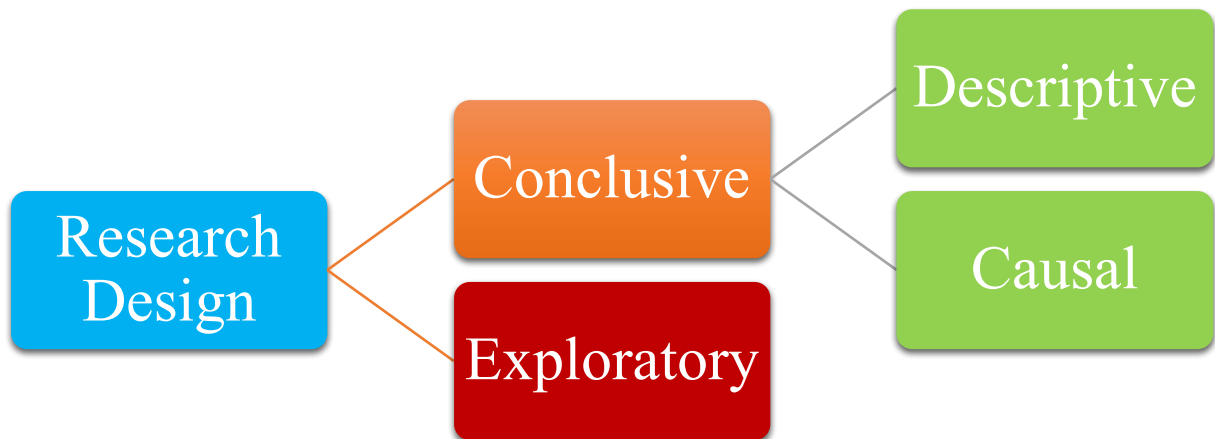 Research
Design
Conclusive
Exploratory
Descriptive
Causal